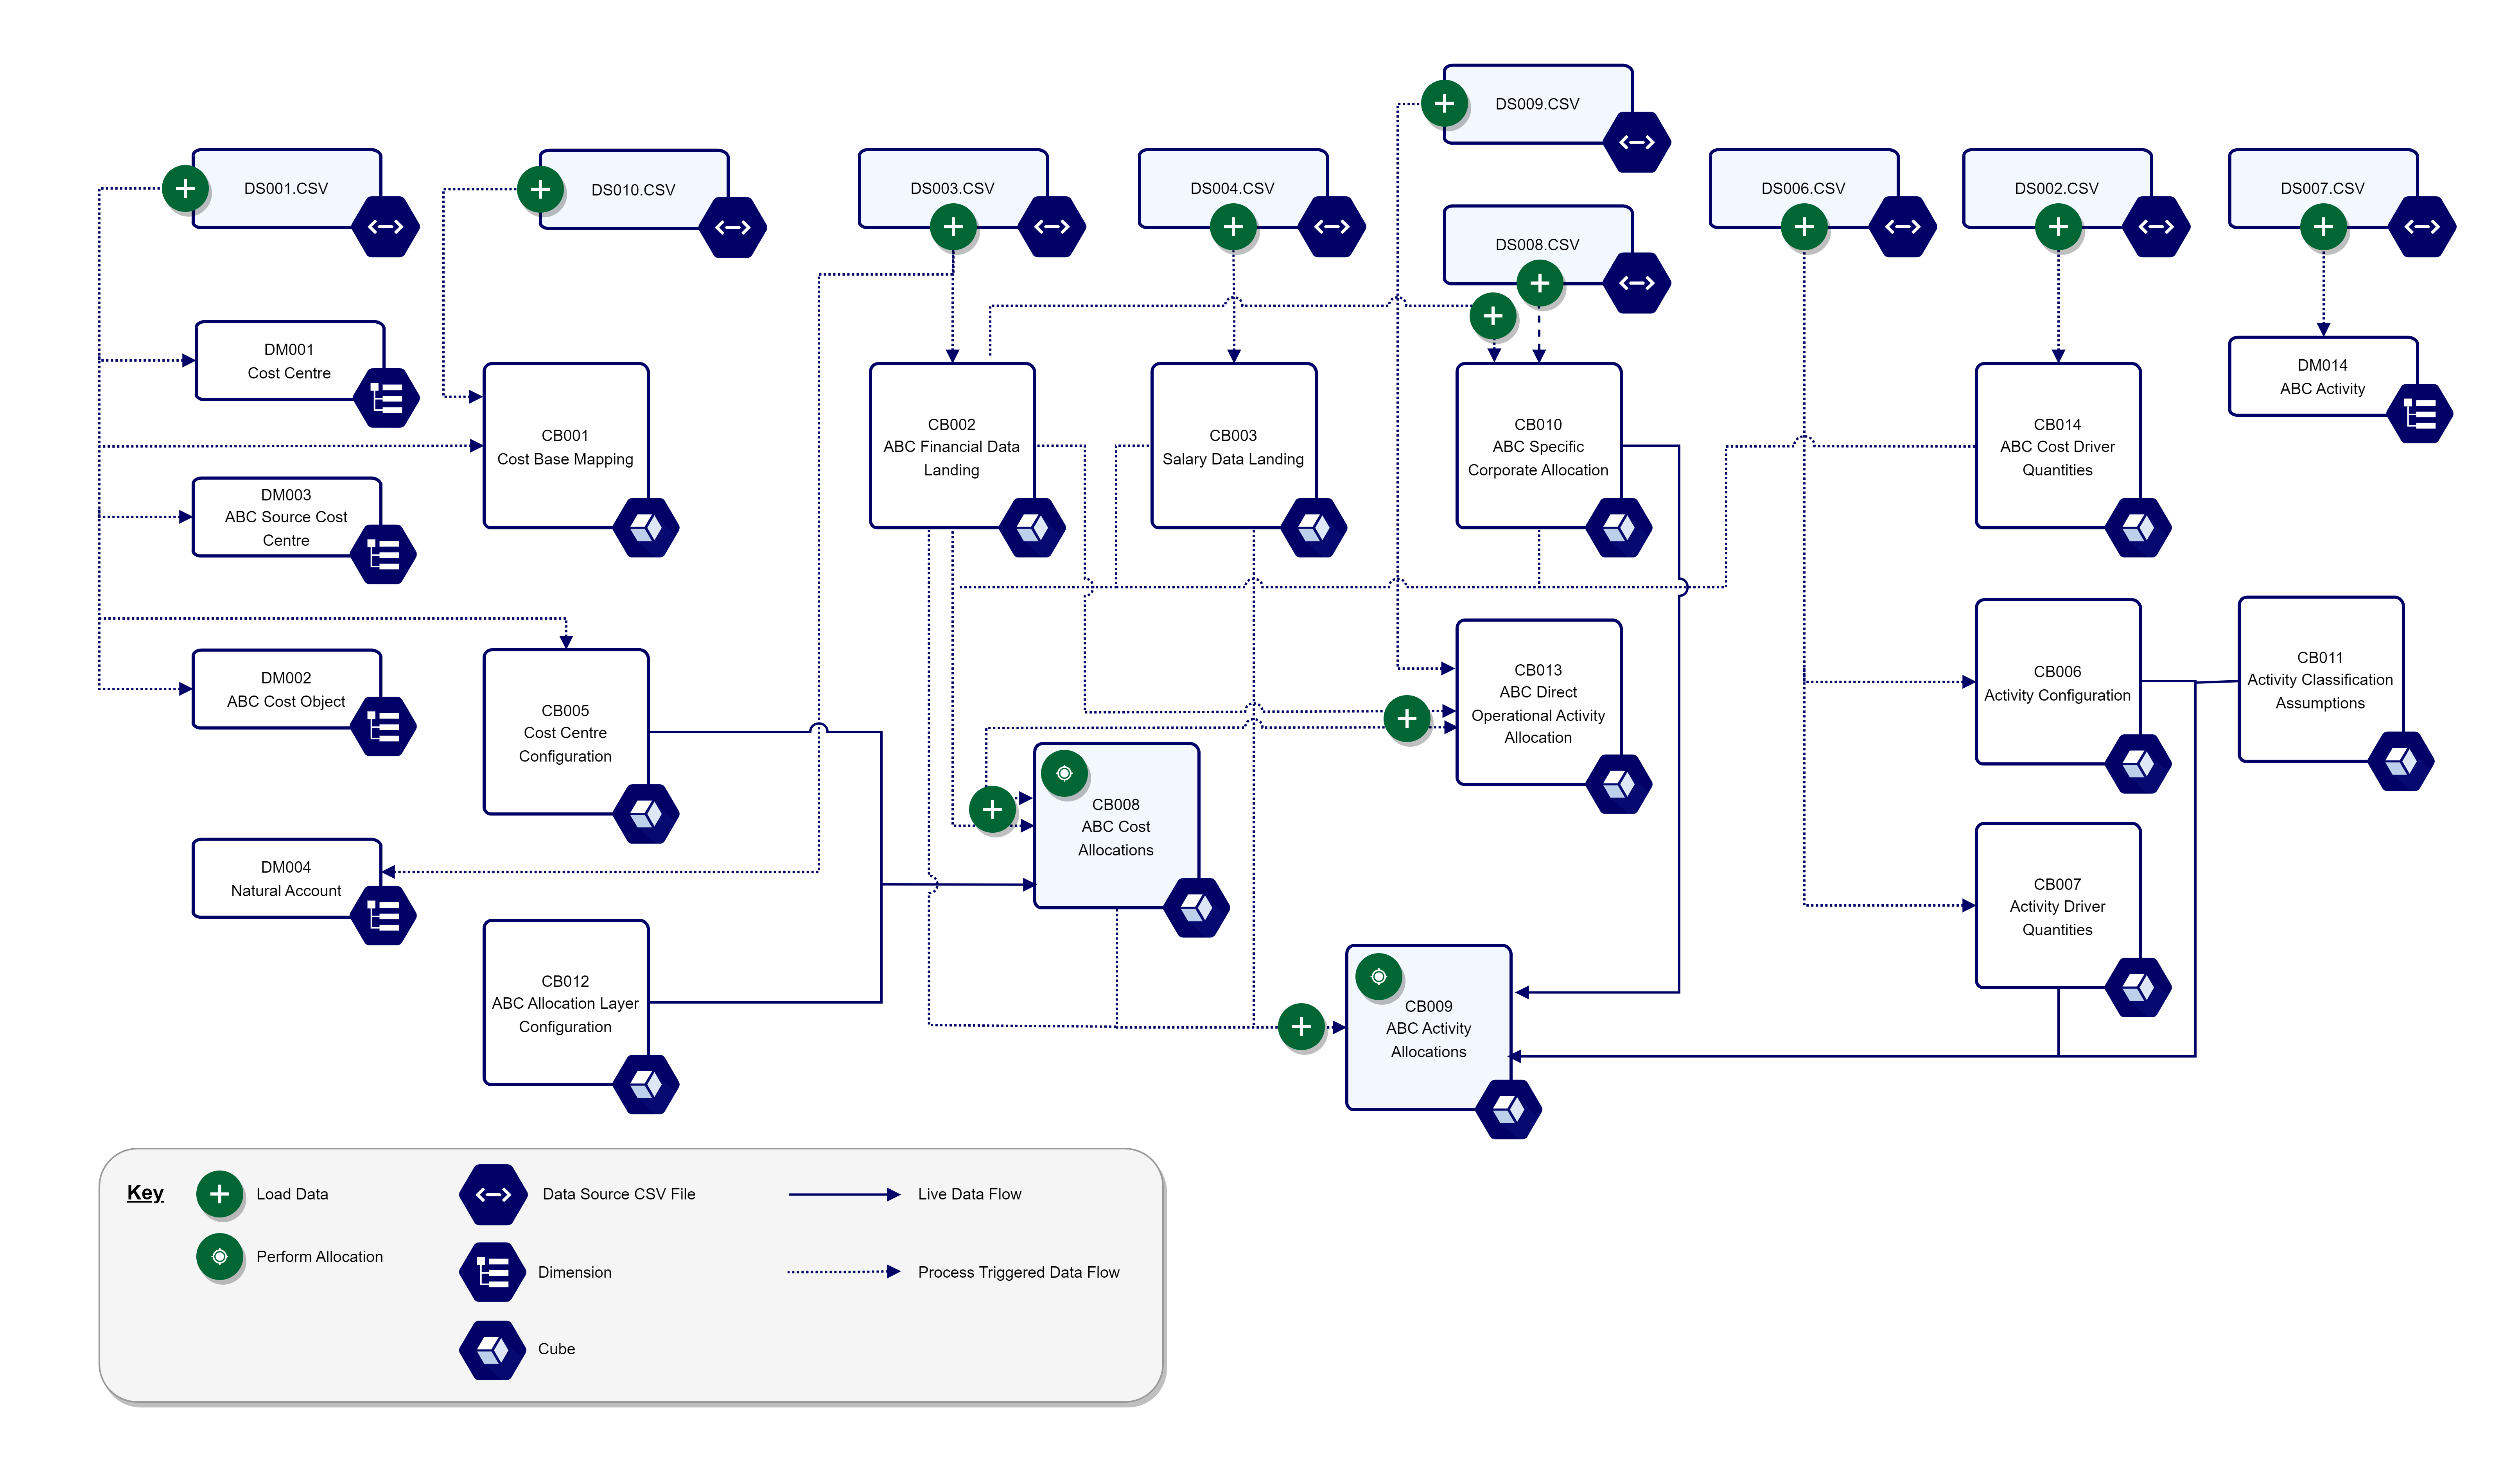 DS009.CSV
DS001.CSV
DS010.CSV
DS003.CSV
DS004.CSV
DS008.CSV
DS006.CSV
DS002.CSV
DS007.CSV
DM001
Cost Centre
DM003
ABC Source Cost
Centre
DM002
ABC Cost Object
DM004
Natural Account
CB001
Cost Base Mapping
CB005
Cost Centre
Configuration
CB012
ABC Allocation Layer
Configuration
CB002
ABC Financial Data
Landing
CB003
Salary Data Landing
CB010
ABC Specific
Corporate Allocation
CB013
ABC Direct
Operational Activity
Allocation
CB008
ABC Cost
Allocations
CB009
ABC Activity
Allocations
CB014
ABC Cost Driver
Quantities
DM014
ABC Activity
CB006
Activity Configuration
CB011
Activity Classification
Assumptions
CB007
Activity Driver
Quantities
Key
Load Data
Data Source CSV File
Live Data Flow
Perform Allocation
Dimension
Process Triggered Data Flow
Cube